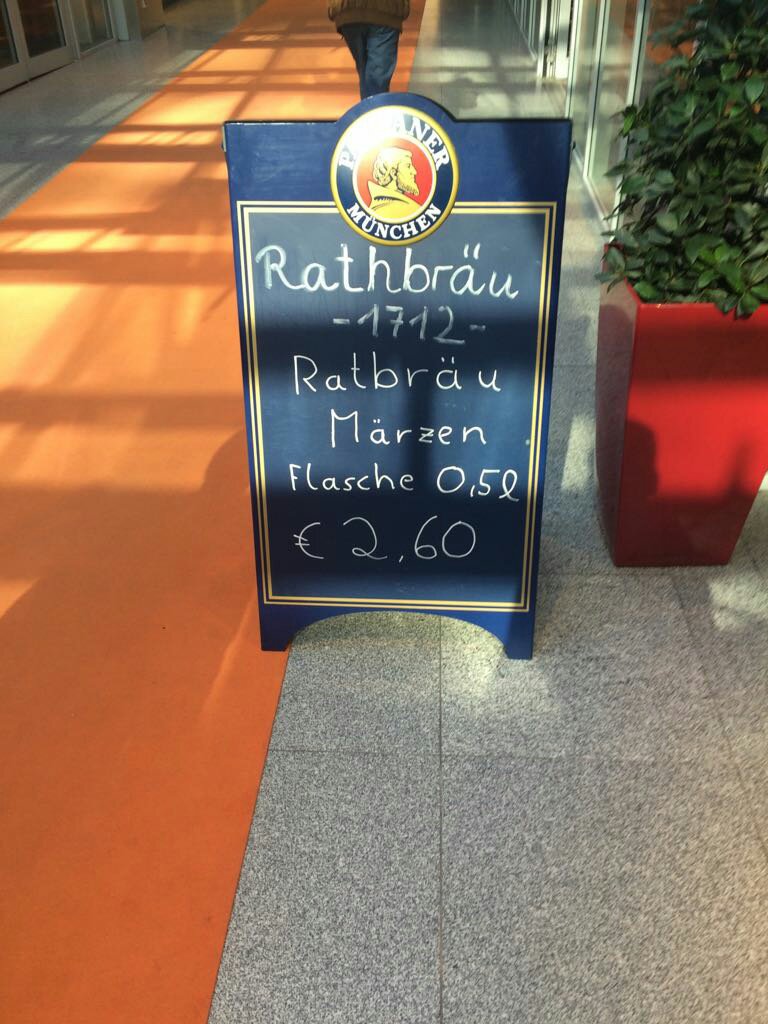 PAULANER
MÜNCHEN
Rathbräu
-1712-
Ratbräu
Märzen
Flasche 0,5l
€ 2,60